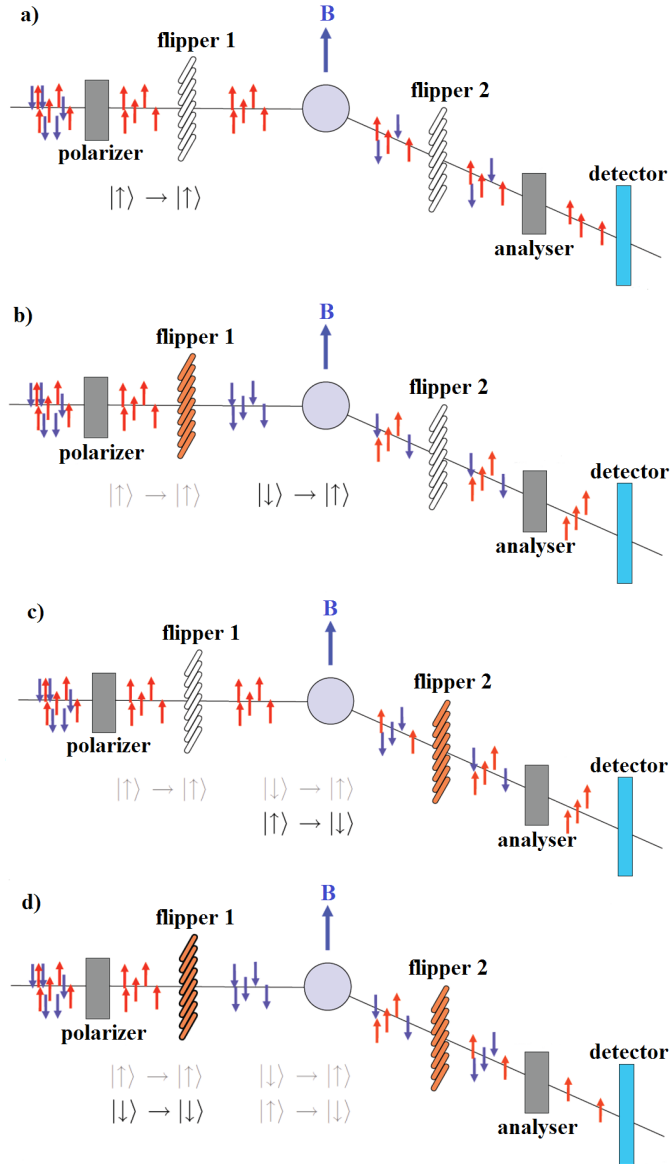 a)
B
flipper 1
flipper 2
polarizer
detector
|↑⟩ → |↑⟩
analyser
b)
B
flipper 1
flipper 2
polarizer
detector
|↑⟩ → |↑⟩ |↓⟩ → |↑⟩
analyser
c)
B
flipper 1
flipper 2
polarizer
detector
|↑⟩ → |↑⟩ |↓⟩ → |↑⟩
|↑⟩ → |↓⟩
analyser
d)
B
flipper 1
flipper 2
polarizer
detector
|↑⟩ → |↑⟩ |↓⟩ → |↑⟩
|↓⟩ → |↓⟩ |↑⟩ → |↓⟩
analyser